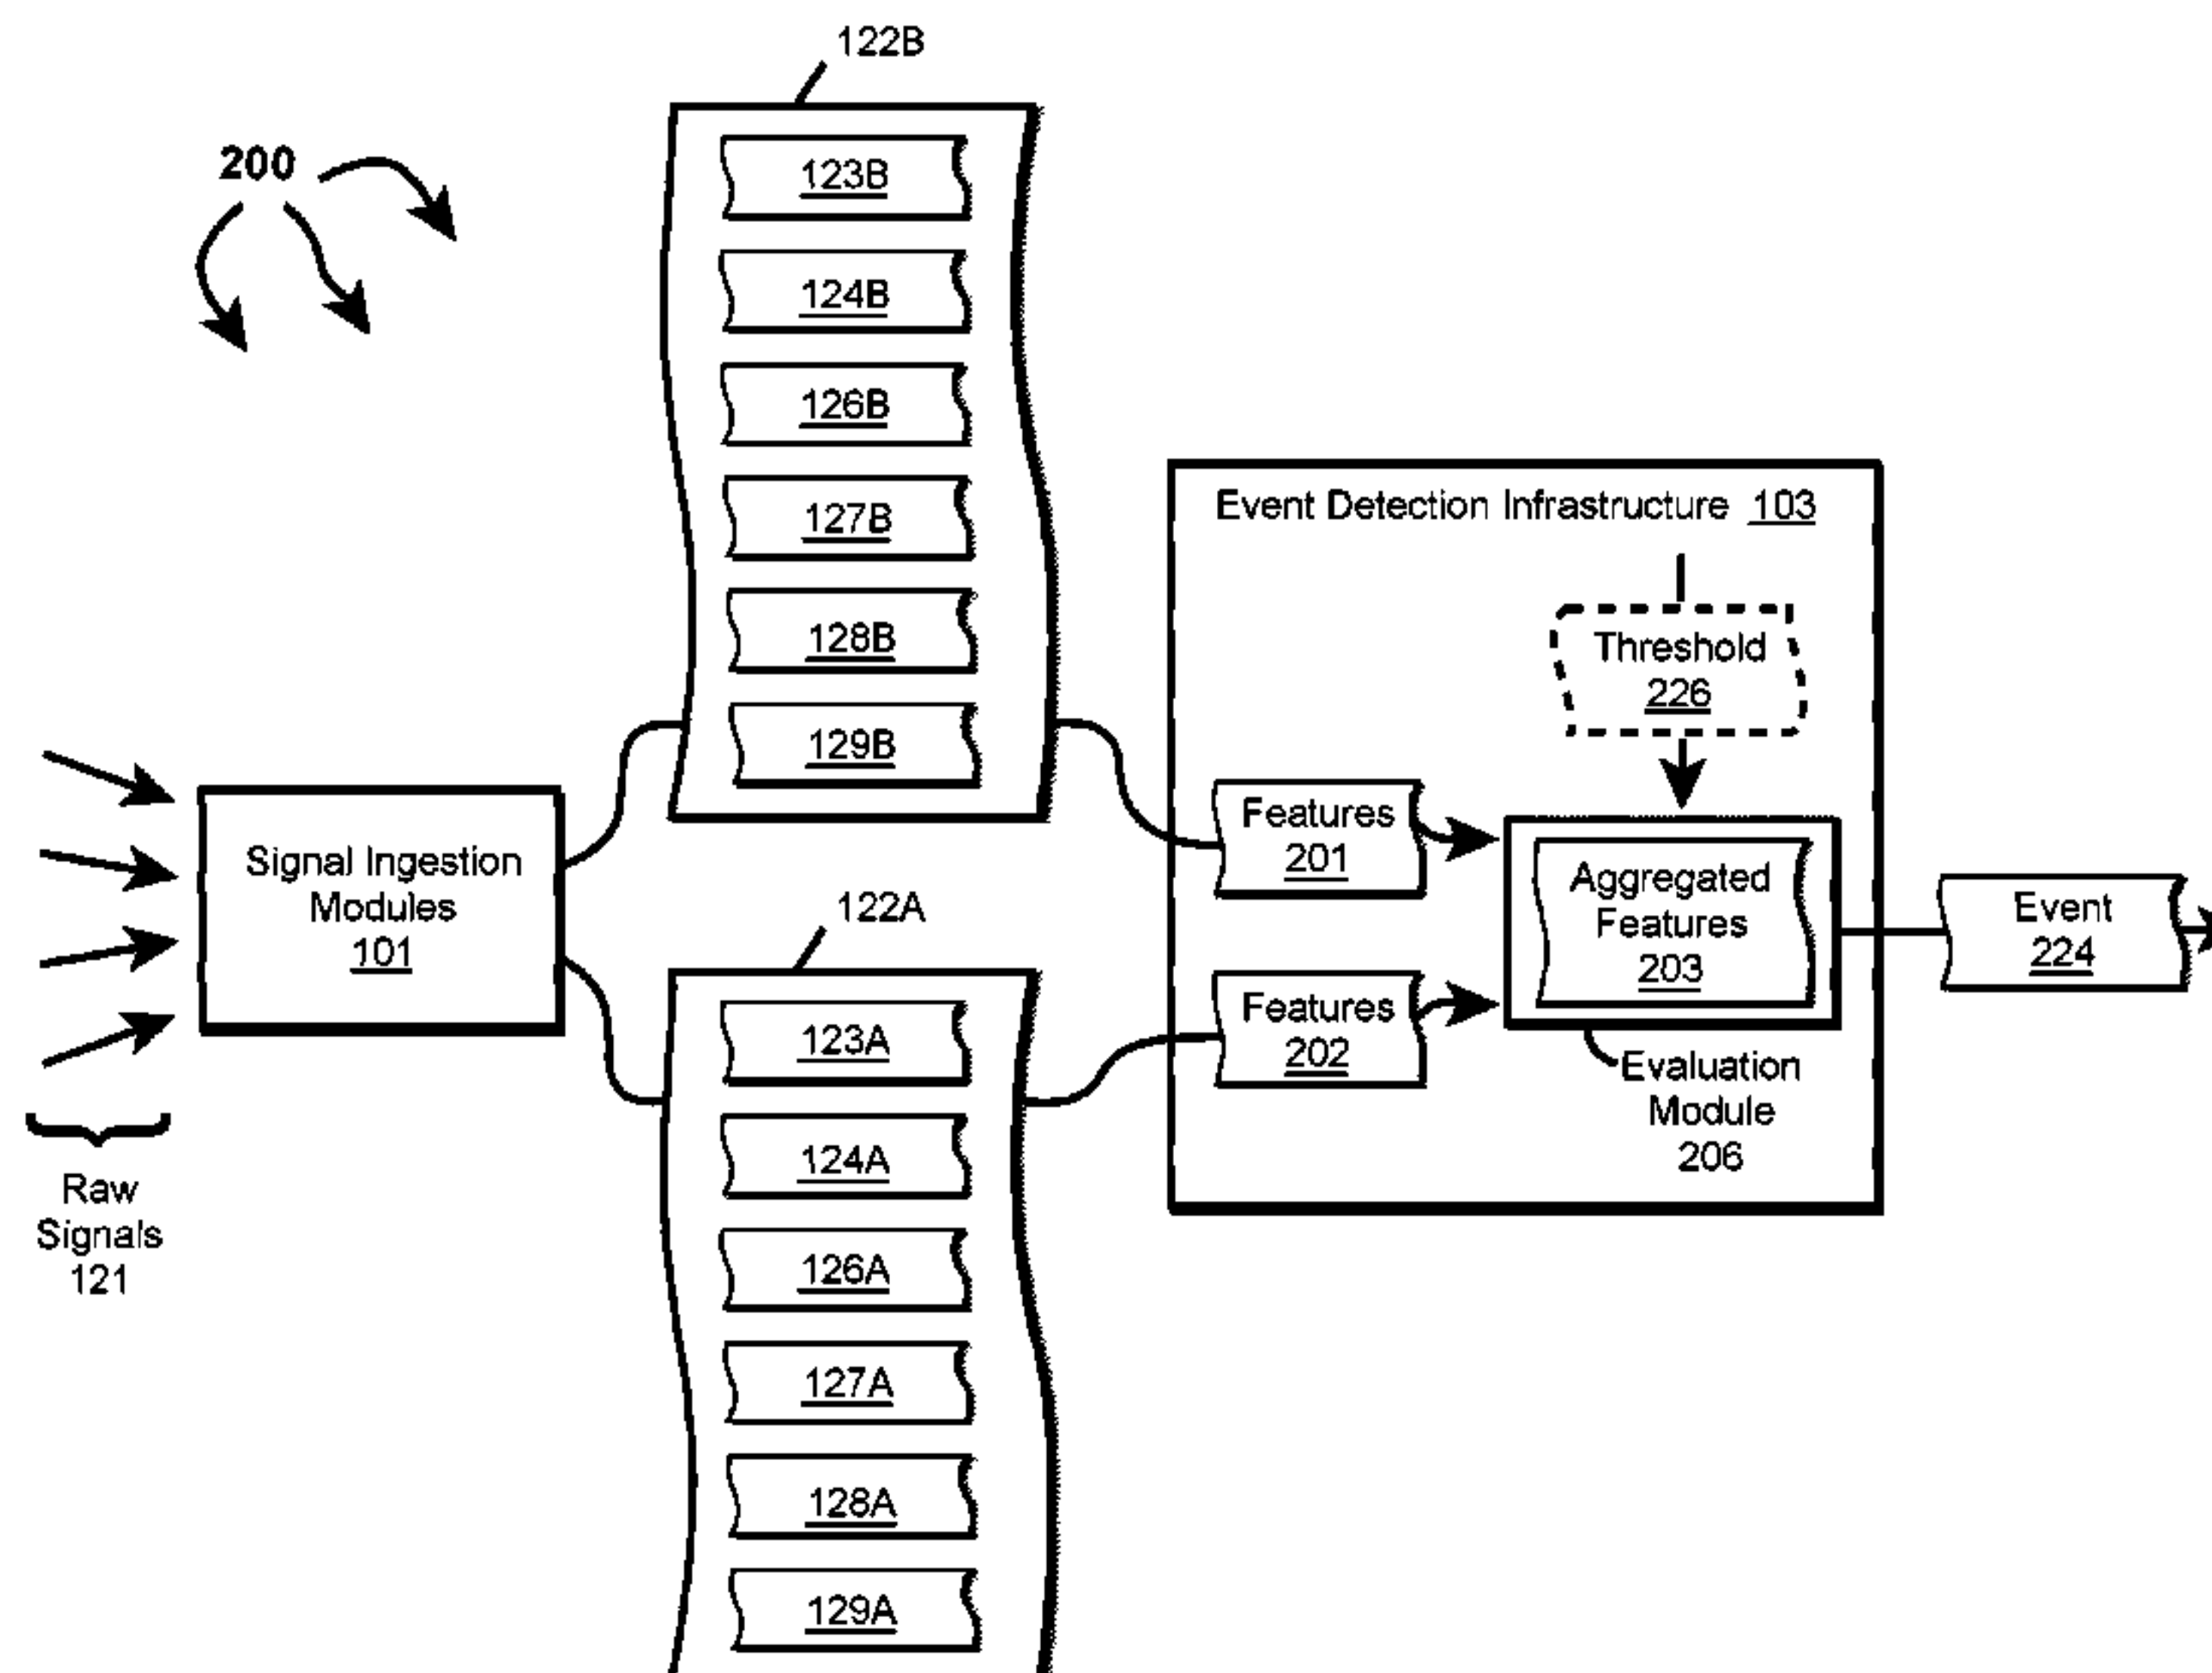 122B
200
123B
124B
126B
127B
128B
129B
Event Detection Infrastructure 103
Threshold
226
Features
201
Signal Ingestion
Modules
101
Aggregated
Features
203
Event
224
122A
Features
202
Evaluation
Module
206
123A
124A
126A
127A
128A
129A
Raw
Signals
121